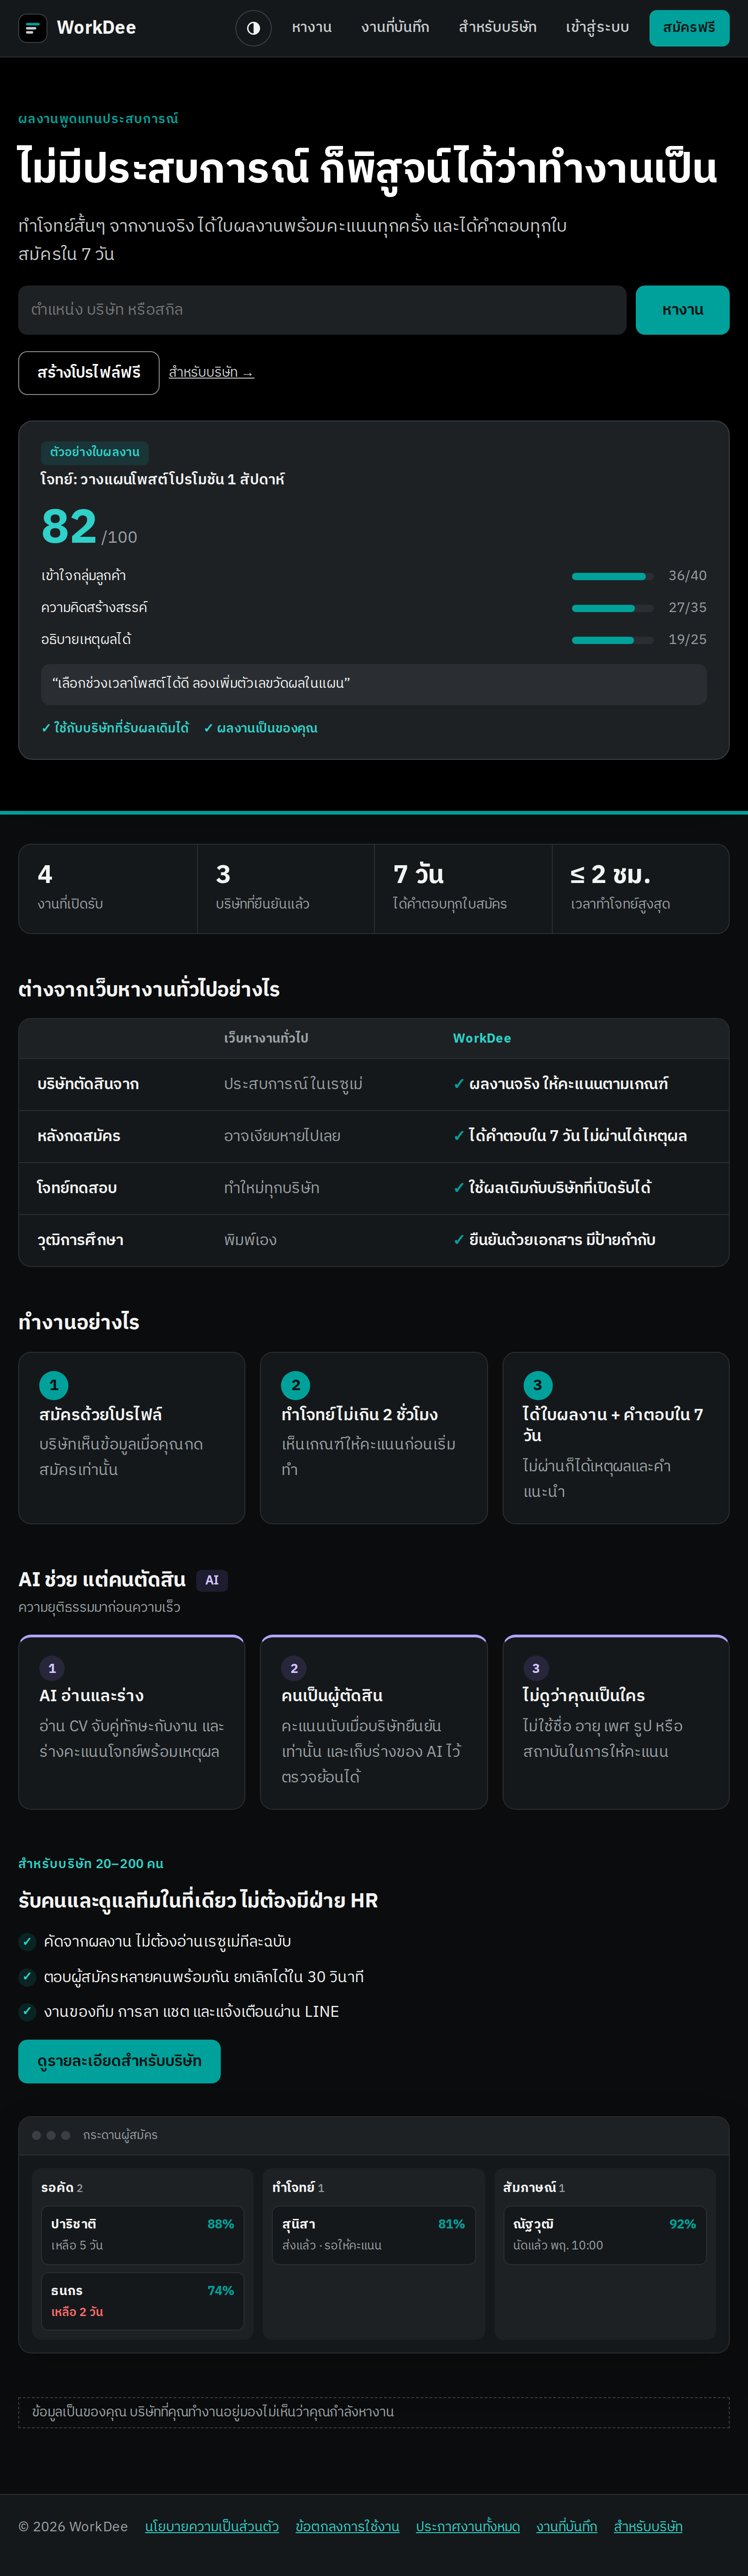 WorkDee
หางาน
งานที่บันทึก
สำหรับบริษัท
เข้าสู่ระบบ
สมัครฟรี
ผลงานพูดแทนประสบการณ์
ไม่มีประสบการณ์ ก็พิสูจน์ได้ว่าทำงานเป็น
ทำโจทย์สั้นๆ จากงานจริง ได้ใบผลงานพร้อมคะแนนทุกครั้ง และได้คำตอบทุกใบ
สมัครใน 7 วัน
ตำแหน่ง บริษัท หรือสกิล
หางาน
สร้างโปรไฟล์ฟรี
สำหรับบริษัท →
ตัวอย่างใบผลงาน
โจทย์: วางแผนโพสต์โปรโมชัน 1 สัปดาห์
82 /100
เข้าใจกลุ่มลูกค้า 36/40
ความคิดสร้างสรรค์ 27/35
อธิบายเหตุผลได้ 19/25
“เลือกช่วงเวลาโพสต์ได้ดี ลองเพิ่มตัวเลขวัดผลในแผน”
✓ ใช้กับบริษัทที่รับผลเดิมได้ ✓ ผลงานเป็นของคุณ
4
งานที่เปิดรับ
3
บริษัทที่ยืนยันแล้ว
7 วัน
ได้คำตอบทุกใบสมัคร
≤ 2 ชม.
เวลาทำโจทย์สูงสุด
ต่างจากเว็บหางานทั่วไปอย่างไร
เว็บหางานทั่วไป WorkDee
บริษัทตัดสินจาก ประสบการณ์ในเรซูเม่ ✓ ผลงานจริง ให้คะแนนตามเกณฑ์
หลังกดสมัคร อาจเงียบหายไปเลย ✓ ได้คำตอบใน 7 วัน ไม่ผ่านได้เหตุผล
โจทย์ทดสอบ ทำใหม่ทุกบริษัท ✓ ใช้ผลเดิมกับบริษัทที่เปิดรับได้
วุฒิการศึกษา พิมพ์เอง ✓ ยืนยันด้วยเอกสาร มีป้ายกำกับ
ทำงานอย่างไร
1
สมัครด้วยโปรไฟล์
บริษัทเห็นข้อมูลเมื่อคุณกด
สมัครเท่านั้น
2
ทำโจทย์ไม่เกิน 2 ชั่วโมง
เห็นเกณฑ์ให้คะแนนก่อนเริ่ม
ทำ
3
ได้ใบผลงาน + คำตอบใน 7
วัน
ไม่ผ่านก็ได้เหตุผลและคำ
แนะนำ
AI ช่วย แต่คนตัดสิน AI
ความยุติธรรมมาก่อนความเร็ว
1
AI อ่านและร่าง
อ่าน CV จับคู่ทักษะกับงาน และ
ร่างคะแนนโจทย์พร้อมเหตุผล
2
คนเป็นผู้ตัดสิน
คะแนนนับเมื่อบริษัทยืนยัน
เท่านั้น และเก็บร่างของ AI ไว้
ตรวจย้อนได้
3
ไม่ดูว่าคุณเป็นใคร
ไม่ใช้ชื่อ อายุ เพศ รูป หรือ
สถาบันในการให้คะแนน
สำหรับบริษัท 20–200 คน
รับคนและดูแลทีมในที่เดียว ไม่ต้องมีฝ่าย HR
✓ คัดจากผลงาน ไม่ต้องอ่านเรซูเม่ทีละฉบับ
✓ ตอบผู้สมัครหลายคนพร้อมกัน ยกเลิกได้ใน 30 วินาที
✓ งานของทีม การลา แชต และแจ้งเตือนผ่าน LINE
ดูรายละเอียดสำหรับบริษัท
กระดานผู้สมัคร
รอคัด 2
ปาริชาติ 88%
เหลือ 5 วัน
ธนกร 74%
เหลือ 2 วัน
ทำโจทย์ 1
สุนิสา 81%
ส่งแล้ว · รอให้คะแนน
สัมภาษณ์ 1
ณัฐวุฒิ 92%
นัดแล้ว พฤ. 10:00
ข้อมูลเป็นของคุณ บริษัทที่คุณทำงานอยู่มองไม่เห็นว่าคุณกำลังหางาน
© 2026 WorkDee นโยบายความเป็นส่วนตัว ข้อตกลงการใช้งาน ประกาศงานทั้งหมด งานที่บันทึก สำหรับบริษัท